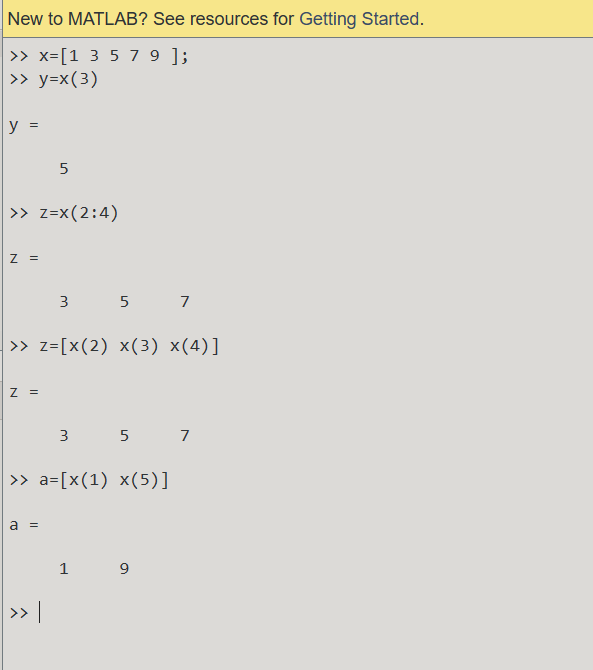 New to MATLAB? See resources for Getting Started.
>> x=[1 3 5 7 9 ];
>> y=x(3)
y =
5
>> z=x(2:4)
z =
3 5 7
>> z=[x(2) x(3) x(4)]
z =
3 5 7
>> a=[x(1) x(5)]
a =
1 9
>>